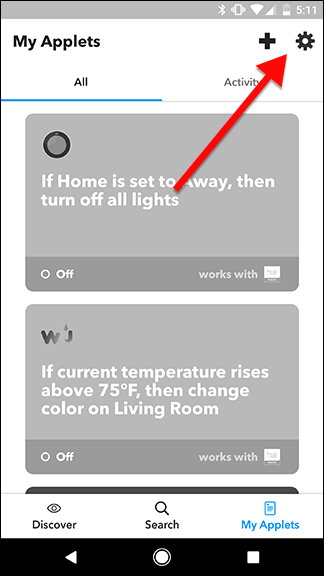 5:11
My Applets
All
Activity
If Home is set to Away, then
turn off all lights
Off
works with
hue
If current temperature rises
above 75°F, then change
color on Living Room
Off
works with
hue
Discover
Search
My Applets